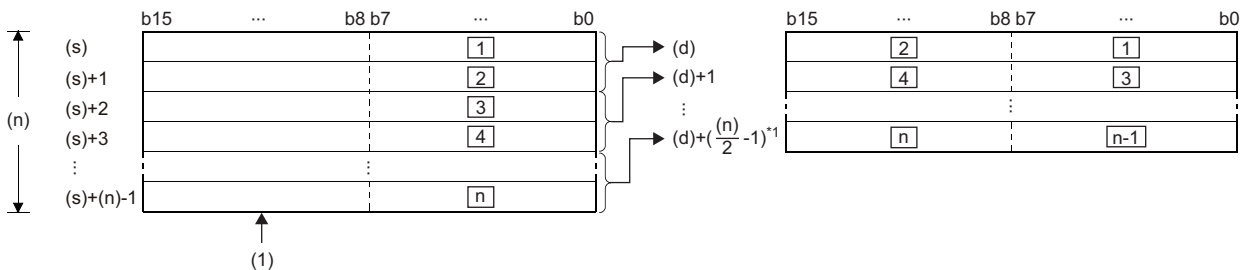 b15 ... b8 b7 ... b0
b15 ... b8 b7 ... b0
(n)
(s) 1
(s)+1 2
(s)+2 3
(s)+3 4
⋮ ⋮
(s)+(n)-1 n
(1)
(d) 2 1
(d)+1 4 3
⋮ ⋮
(d)+((n)/2 -1)*1 n n-1